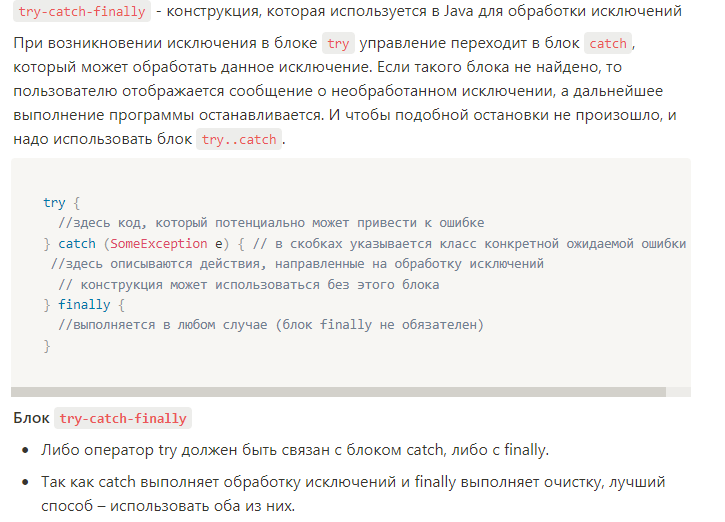 try-catch-finally - конструкция, которая используется в Java для обработки исключений
При возникновении исключения в блоке try управление переходит в блок catch,
который может обработать данное исключение. Если такого блока не найдено, то
пользователю отображается сообщение о необработанном исключении, а дальнейшее
выполнение программы останавливается. И чтобы подобной остановки не произошло, и
надо использовать блок try..catch.
try {
  //здесь код, который потенциально может привести к ошибке
} catch (SomeException e) { // в скобках указывается класс конкретной ожидаемой ошибки
 //здесь описываются действия, направленные на обработку исключений
  // конструкция может использоваться без этого блока
} finally {
  //выполняется в любом случае (блок finally не обязателен)
}
Блок try-catch-finally
• Либо оператор try должен быть связан с блоком catch, либо с finally.
• Так как catch выполняет обработку исключений и finally выполняет очистку, лучший
способ – использовать оба из них.